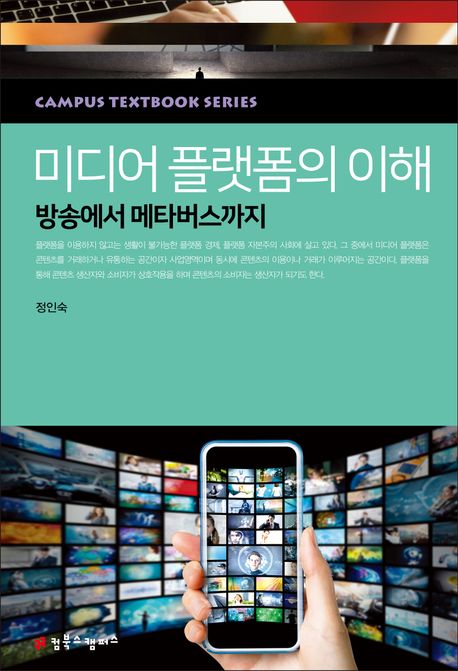 CAMPUS TEXTBOOK SERIES
미디어 플랫폼의 이해
방송에서 메타버스까지
플랫폼을 이용하지 않고는 생활이 불가능한 플랫폼 경제, 플랫폼 자본주의 사회에 살고 있다. 그 중에서 미디어 플랫폼은
콘텐츠를 거래하거나 유통하는 공간이자 사업영역이며 동시에 콘텐츠의 이용이나 거래가 이루어지는 공간이다. 플랫폼을
통해 콘텐츠 생산자와 소비자가 상호작용을 하며 콘텐츠의 소비자는 생산자가 되기도 한다.
정인숙
컴북스캠퍼스